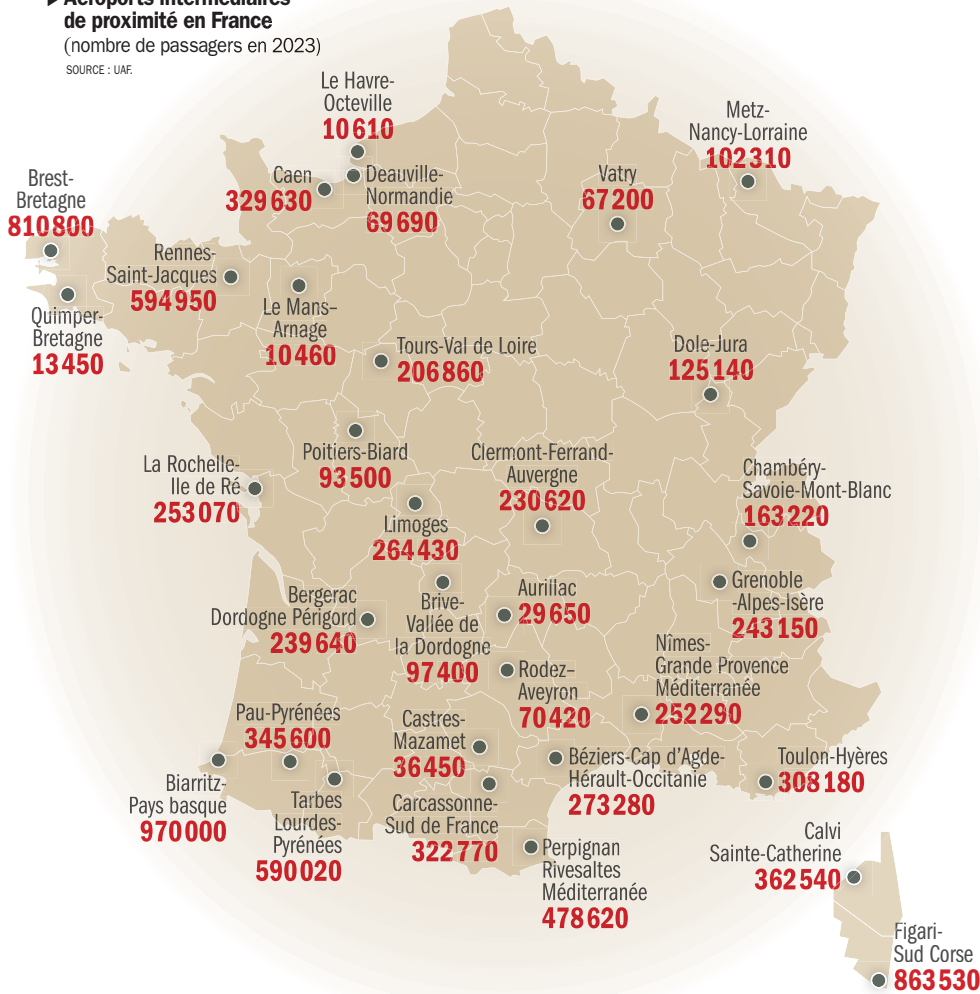 Aéroports intermédiaires
de proximité en France
(nombre de passagers en 2023)
SOURCE : UAF.
Le Havre-
Octeville
10 610
Metz-
Nancy-Lorraine
102 310
Caen
329 630
Deauville-
Normandie
69 690
Vatry
67 200
Brest-
Bretagne
810 800
Rennes-
Saint-Jacques
594 950
Quimper-
Bretagne
13 450
Le Mans–
Arnage
10 460
Tours-Val de Loire
206 860
Dole-Jura
125 140
Poitiers-Biard
93 500
Clermont-Ferrand-
Auvergne
230 620
La Rochelle-
Ile de Ré
253 070
Chambéry-
Savoie-Mont-Blanc
163 220
Limoges
264 430
Bergerac
Dordogne Périgord
239 640
Brive-
Vallée de
la Dordogne
97 400
Aurillac
29 650
Grenoble
-Alpes-Isère
243 150
Rodez–
Aveyron
70 420
Nîmes-
Grande Provence
Méditerranée
252 290
Pau-Pyrénées
345 600
Castres-
Mazamet
36 450
Béziers-Cap d'Agde-
Hérault-Occitanie
273 280
Toulon-Hyères
308 180
Biarritz-
Pays basque
970 000
Tarbes
Lourdes-
Pyrénées
590 020
Carcassonne-
Sud de France
322 770
Perpignan
Rivesaltes
Méditerranée
478 620
Calvi
Sainte-Catherine
362 540
Figari-
Sud Corse
863 530